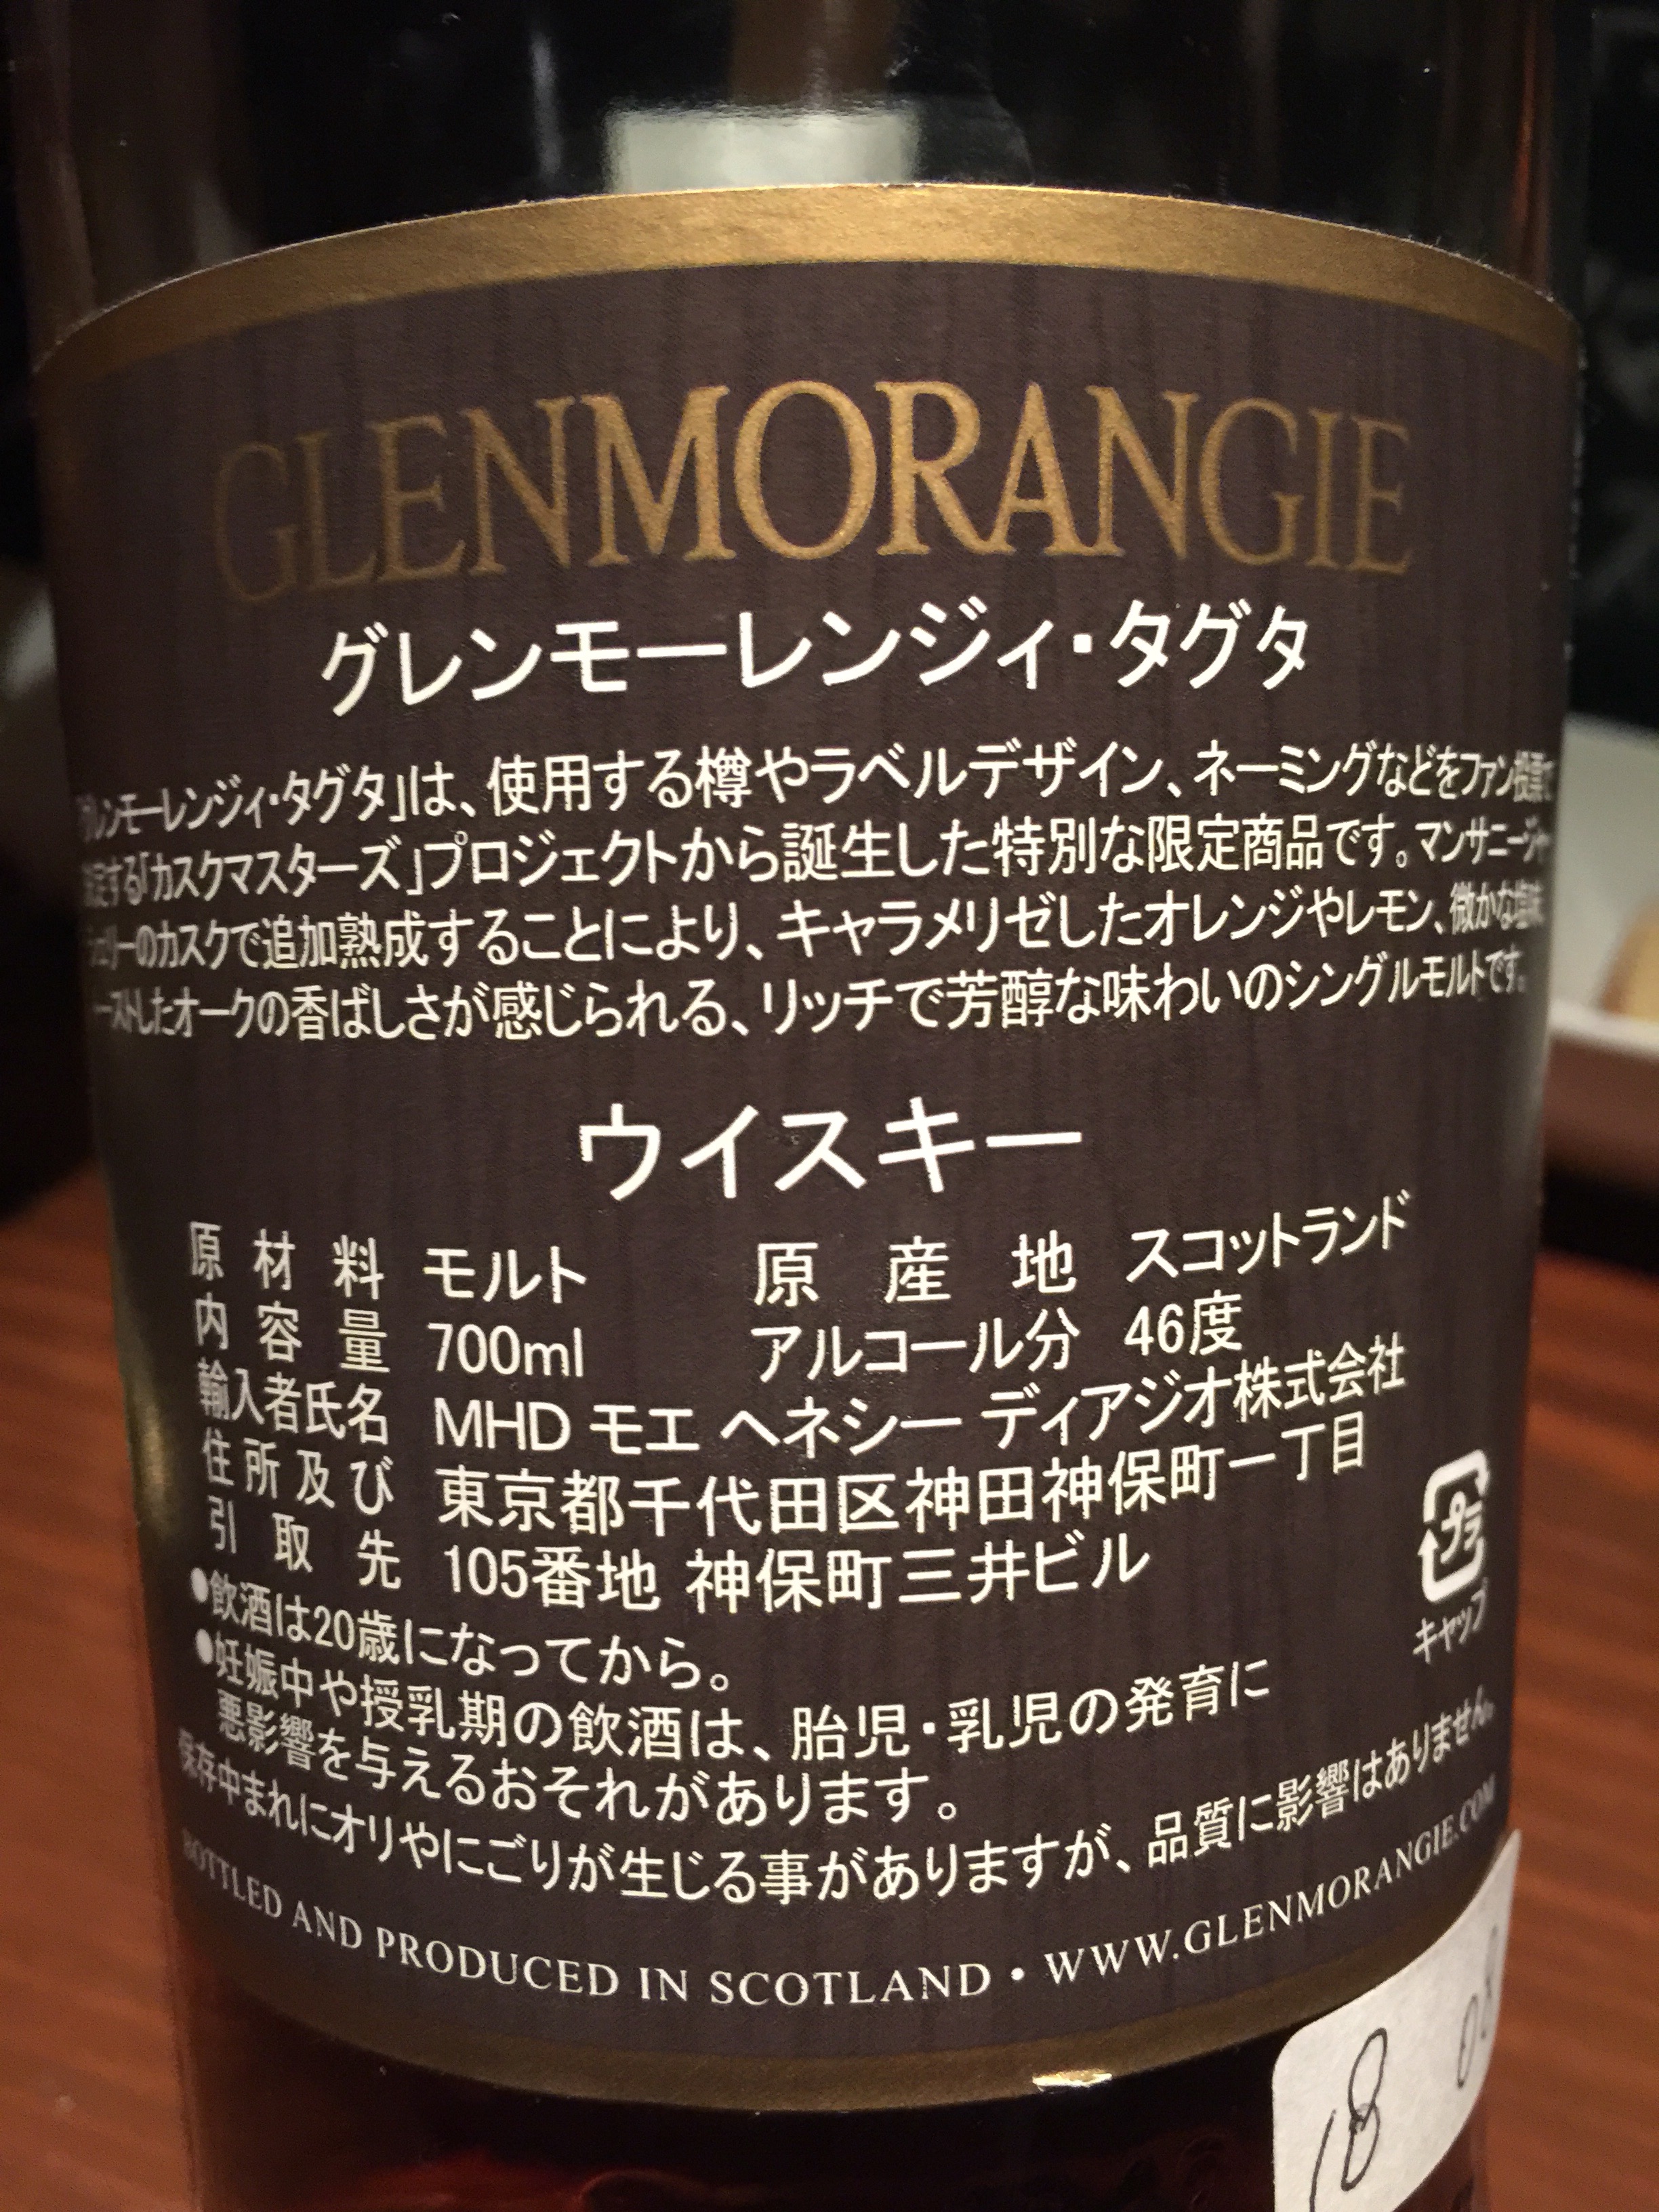 GLENMORANGIE
グレンモーレンジィ・タグタ
グレンモーレンジィ・タグタ」は、使用する樽やラベルデザイン、ネーミングなどをファン投票で
決定する「カスクマスターズ」プロジェクトから誕生した特別な限定商品です。マンサニージャ・
シェリーのカスクで追加熟成することにより、キャラメリゼしたオレンジやレモン、微かな塩味、
トーストしたオークの香ばしさが感じられる、リッチで芳醇な味わいのシングルモルトです。
ウイスキー
原材料 モルト 原産地 スコットランド
内容量 700ml アルコール分 46度
輸入者氏名 MHD モエ ヘネシー ディアジオ株式会社
住所及び 東京都千代田区神田神保町一丁目
引取先 105番地 神保町三井ビル
プラ
キャップ
●飲酒は20歳になってから。
●妊娠中や授乳期の飲酒は、胎児・乳児の発育に
悪影響を与えるおそれがあります。
保存中まれにオリやにごりが生じる事がありますが、品質に影響はありません。
BOTTLED AND PRODUCED IN SCOTLAND • WWW.GLENMORANGIE.COM
18